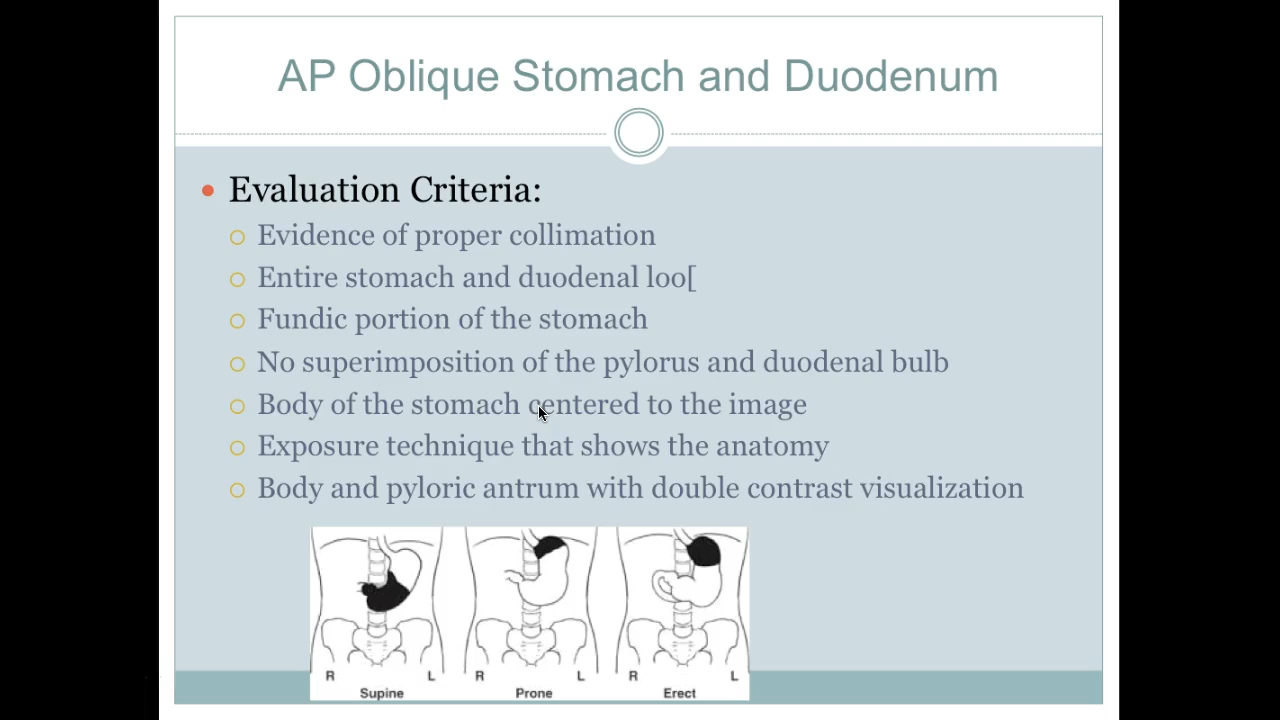 AP Oblique Stomach and Duodenum
Evaluation Criteria:
Evidence of proper collimation
Entire stomach and duodenal loo[
Fundic portion of the stomach
No superimposition of the pylorus and duodenal bulb
Body of the stomach centered to the image
Exposure technique that shows the anatomy
Body and pyloric antrum with double contrast visualization
R L R L R L
Supine Prone Erect